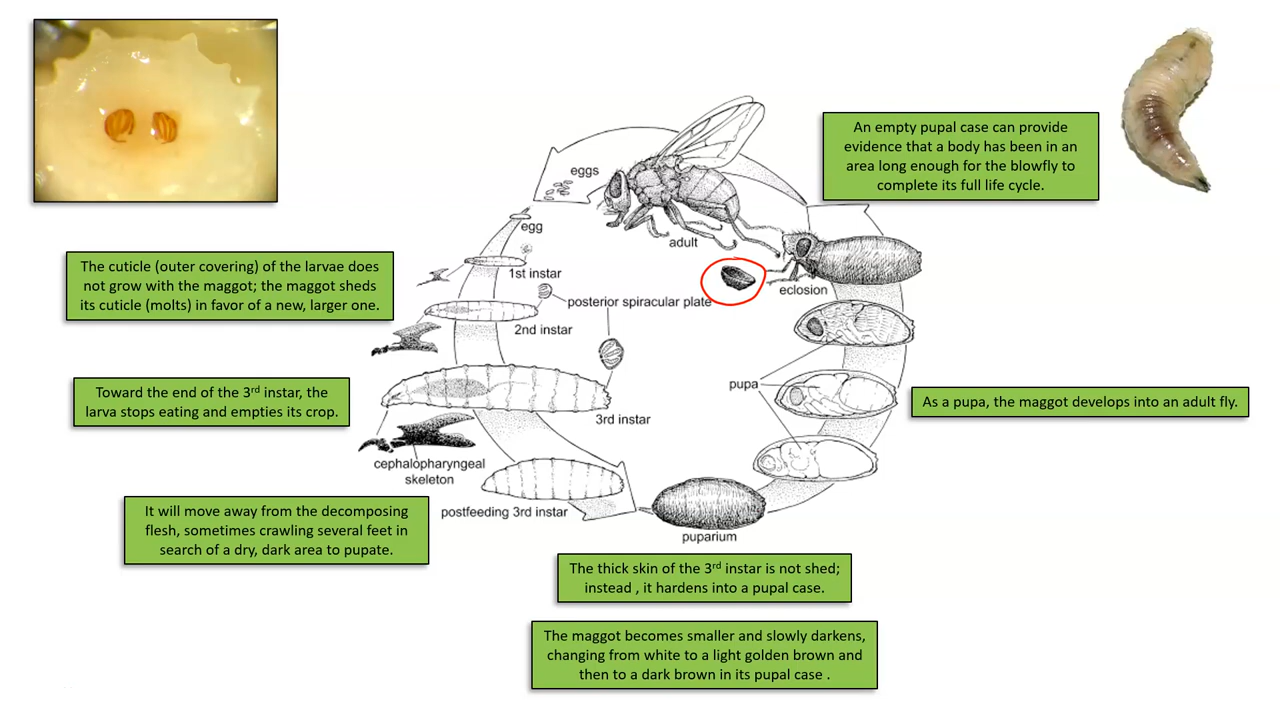 An empty pupal case can provide
evidence that a body has been in an
area long enough for the blowfly to
complete its full life cycle.
eggs
egg
adult
eclosion
The cuticle (outer covering) of the larvae does
not grow with the maggot; the maggot sheds
its cuticle (molts) in favor of a new, larger one.
1st instar
posterior spiracular plate
2nd instar
Toward the end of the 3rd instar, the
larva stops eating and empties its crop.
pupa
As a pupa, the maggot develops into an adult fly.
3rd instar
cephalopharyngeal
skeleton
It will move away from the decomposing
flesh, sometimes crawling several feet in
search of a dry, dark area to pupate.
postfeeding 3rd instar
puparium
The thick skin of the 3rd instar is not shed;
instead , it hardens into a pupal case.
The maggot becomes smaller and slowly darkens,
changing from white to a light golden brown and
then to a dark brown in its pupal case .